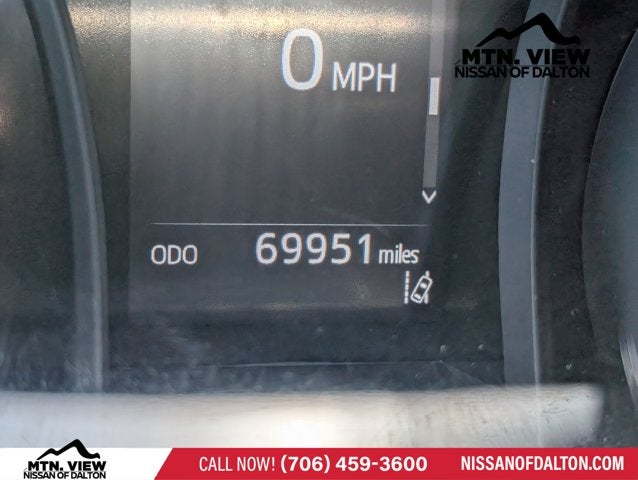 0 MPH
MTN. VIEW
NISSAN OF DALTON
ODO 69951 miles
MTN. VIEW
NISSAN OF DALTON
CALL NOW! (706) 459-3600
NISSANOFDALTON.COM